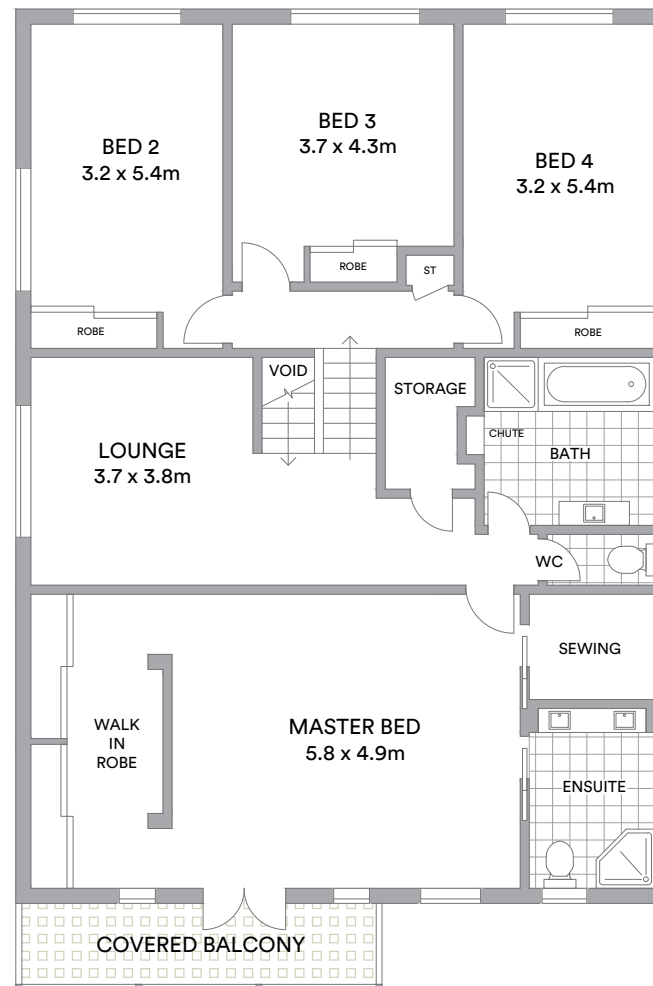 BED 2
3.2 x 5.4m
BED 3
3.7 x 4.3m
BED 4
3.2 x 5.4m
ROBE
ST
ROBE
ROBE
VOID
STORAGE
LOUNGE
3.7 x 3.8m
CHUTE
BATH
WC
SEWING
WALK
IN
ROBE
MASTER BED
5.8 x 4.9m
ENSUITE
COVERED BALCONY